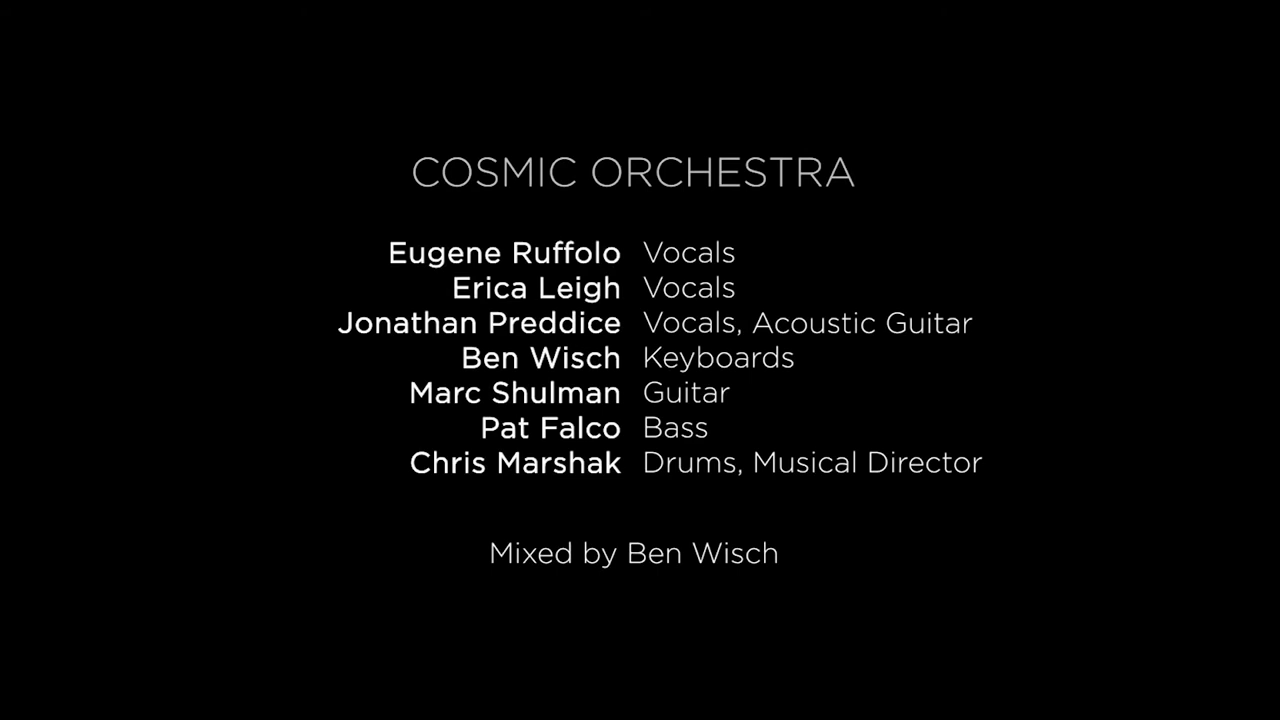 COSMIC ORCHESTRA
Eugene Ruffolo Vocals
Erica Leigh Vocals
Jonathan Preddice Vocals, Acoustic Guitar
Ben Wisch Keyboards
Marc Shulman Guitar
Pat Falco Bass
Chris Marshak Drums, Musical Director
Mixed by Ben Wisch